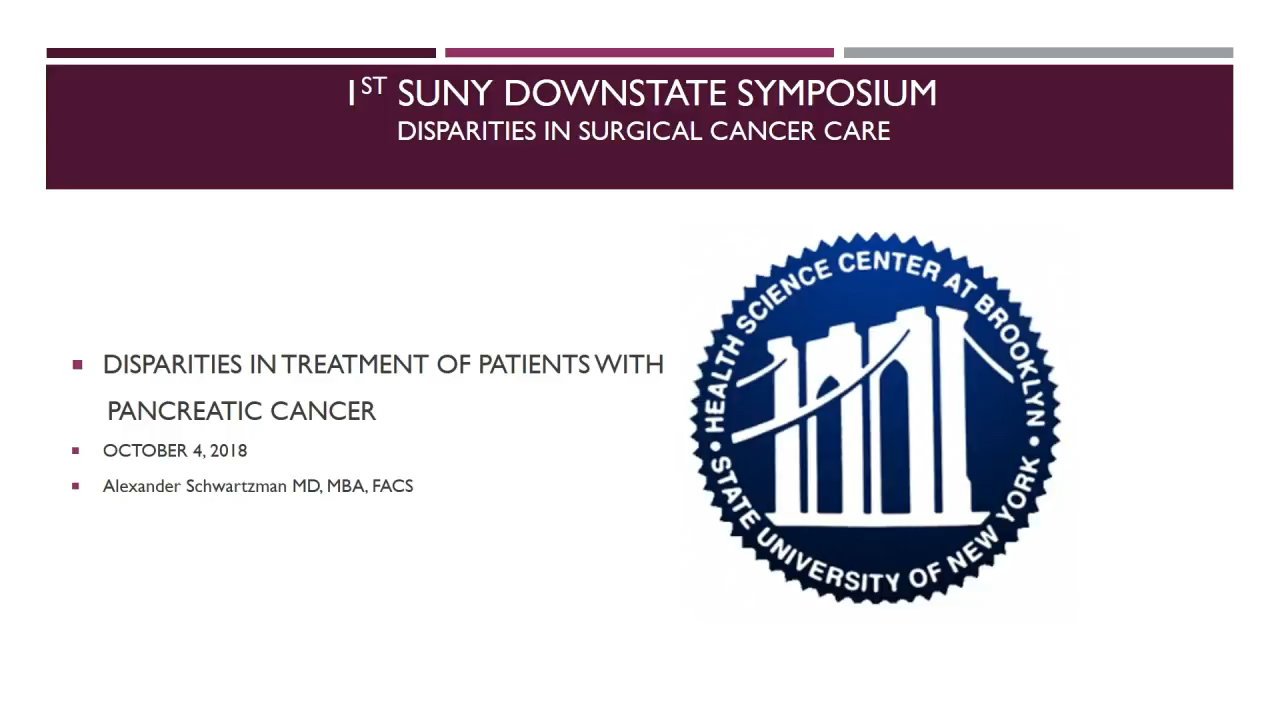 1ST SUNY DOWNSTATE SYMPOSIUM
DISPARITIES IN SURGICAL CANCER CARE
DISPARITIES IN TREATMENT OF PATIENTS WITH
PANCREATIC CANCER
OCTOBER 4, 2018
Alexander Schwartzman MD, MBA, FACS
HEALTH SCIENCE CENTER AT BROOKLYN
STATE UNIVERSITY OF NEW YORK